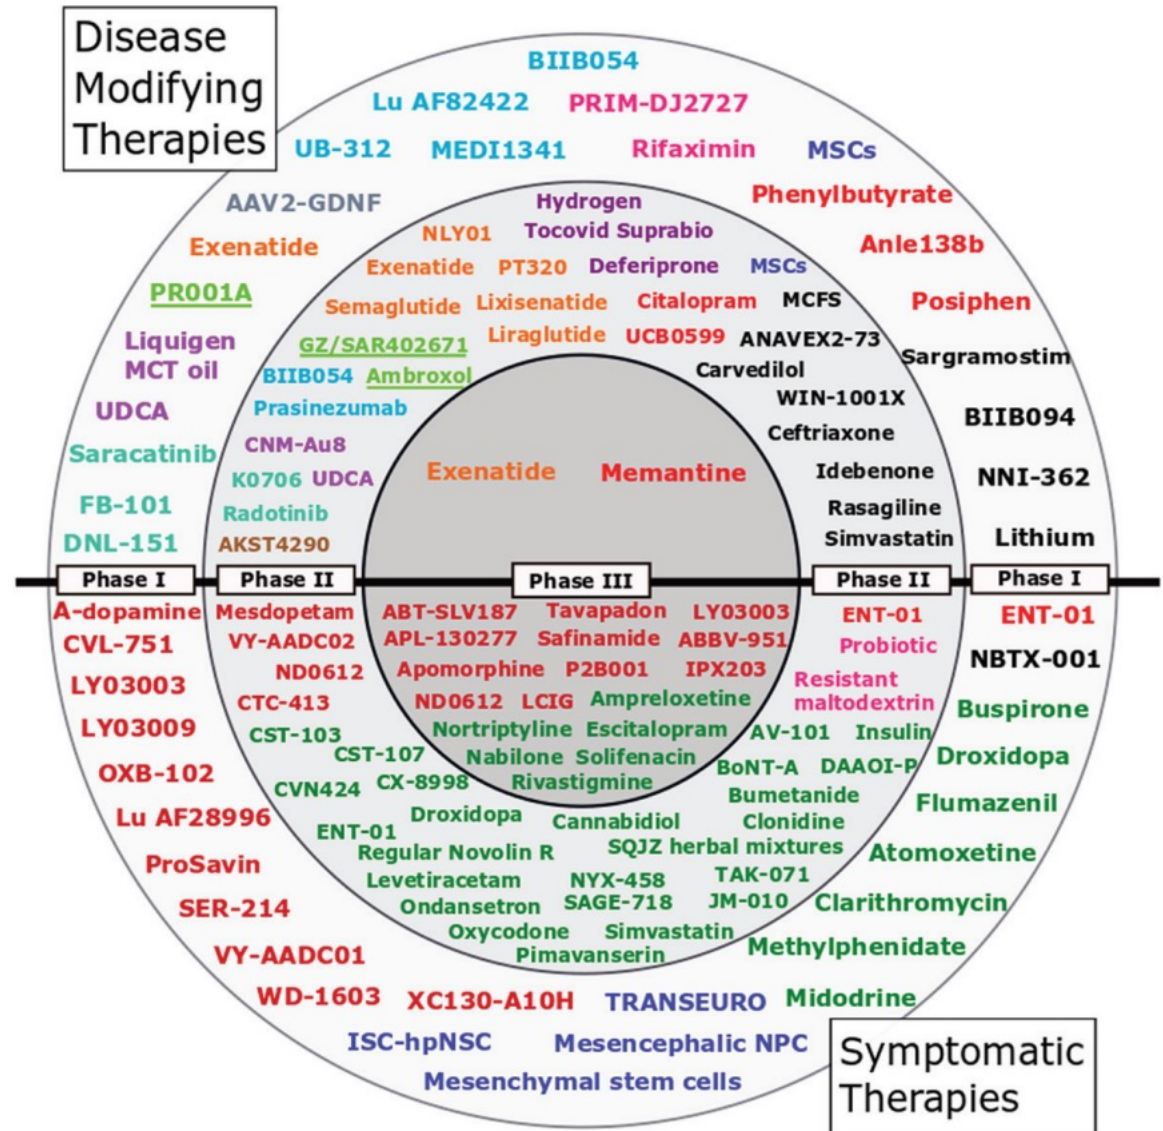 Disease
Modifying
Therapies
BIIB054
Lu AF82422 PRIM-DJ2727
UB-312 MEDI1341 Rifaximin MSCs
AAV2-GDNF Hydrogen Phenylbutyrate
NLY01 Tocovid Suprabio
Exenatide Anle138b
Exenatide PT320 Deferiprone MSCs
PR001A Semaglutide Lixisenatide Citalopram MCFS Posiphen
Liquigen
MCT oil
GZ/SAR402671 Liraglutide UCB0599 ANAVEX2-73
Sargramostim
BIIB054 Ambroxol Carvedilol
UDCA Prasinezumab WIN-1001X BIIB094
CNM-Au8 Ceftriaxone
Saracatinib
K0706 UDCA Exenatide Memantine Idebenone NNI-362
FB-101 Radotinib Rasagiline
DNL-151 AKST4290 Simvastatin Lithium
Phase I Phase II Phase III Phase II Phase I
A-dopamine Mesdopetam ABT-SLV187 Tavapadon LY03003 ENT-01 ENT-01
CVL-751 VY-AADC02 APL-130277 Safinamide ABBV-951 Probiotic NBTX-001
LY03003 ND0612 Apomorphine P2B001 IPX203 Resistant
maltodextrin
CTC-413 ND0612 LCIG Ampreloxetine Buspirone
LY03009 CST-103 Nortriptyline Escitalopram AV-101 Insulin
CST-107 Nabilone Solifenacin Droxidopa
OXB-102 CVN424 CX-8998 Rivastigmine BoNT-A DAAOI-P
Bumetanide Flumazenil
Lu AF28996 ENT-01 Droxidopa Cannabidiol Clonidine
Regular Novolin R SQJZ herbal mixtures Atomoxetine
ProSavin Levetiracetam NYX-458 TAK-071
SER-214 Ondansetron SAGE-718 JM-010 Clarithromycin
Oxycodone Simvastatin
VY-AADC01 Pimavanserin Methylphenidate
WD-1603 XC130-A10H TRANSEURO Midodrine
ISC-hpNSC Mesencephalic NPC
Mesenchymal stem cells
Symptomatic
Therapies